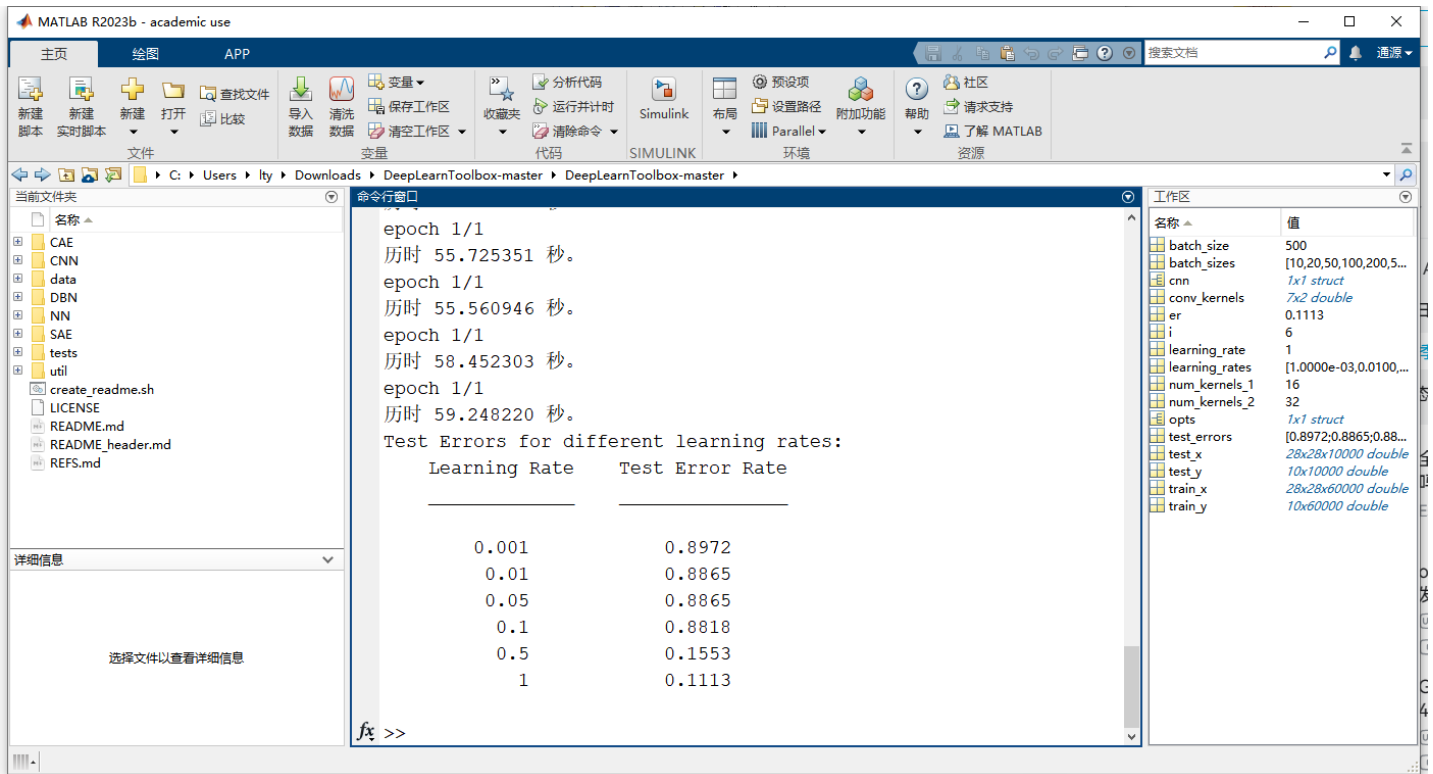 MATLAB R2023b - academic use
主页 绘图 APP 搜索文档 通源
新建脚本 新建实时脚本 新建 打开 查找文件 比较
文件
导入数据 清洗数据 变量 保存工作区 清空工作区
变量
收藏夹 分析代码 运行并计时 清除命令
代码
Simulink
SIMULINK
布局 预设项 设置路径 Parallel 附加功能
环境
帮助 社区 请求支持 了解 MATLAB
资源
C: Users lty Downloads DeepLearnToolbox-master DeepLearnToolbox-master
当前文件夹
名称
CAE
CNN
data
DBN
NN
SAE
tests
util
create_readme.sh
LICENSE
README.md
README_header.md
REFS.md
详细信息
选择文件以查看详细信息
命令行窗口
epoch 1/1
历时 55.725351 秒。
epoch 1/1
历时 55.560946 秒。
epoch 1/1
历时 58.452303 秒。
epoch 1/1
历时 59.248220 秒。
Test Errors for different learning rates:
Learning Rate Test Error Rate
0.001 0.8972
0.01 0.8865
0.05 0.8865
0.1 0.8818
0.5 0.1553
1 0.1113
fx >>
工作区
名称 值
batch_size 500
batch_sizes [10,20,50,100,200,5...
cnn 1x1 struct
conv_kernels 7x2 double
er 0.1113
i 6
learning_rate 1
learning_rates [1.0000e-03,0.0100,...
num_kernels_1 16
num_kernels_2 32
opts 1x1 struct
test_errors [0.8972;0.8865;0.88...
test_x 28x28x10000 double
test_y 10x10000 double
train_x 28x28x60000 double
train_y 10x60000 double